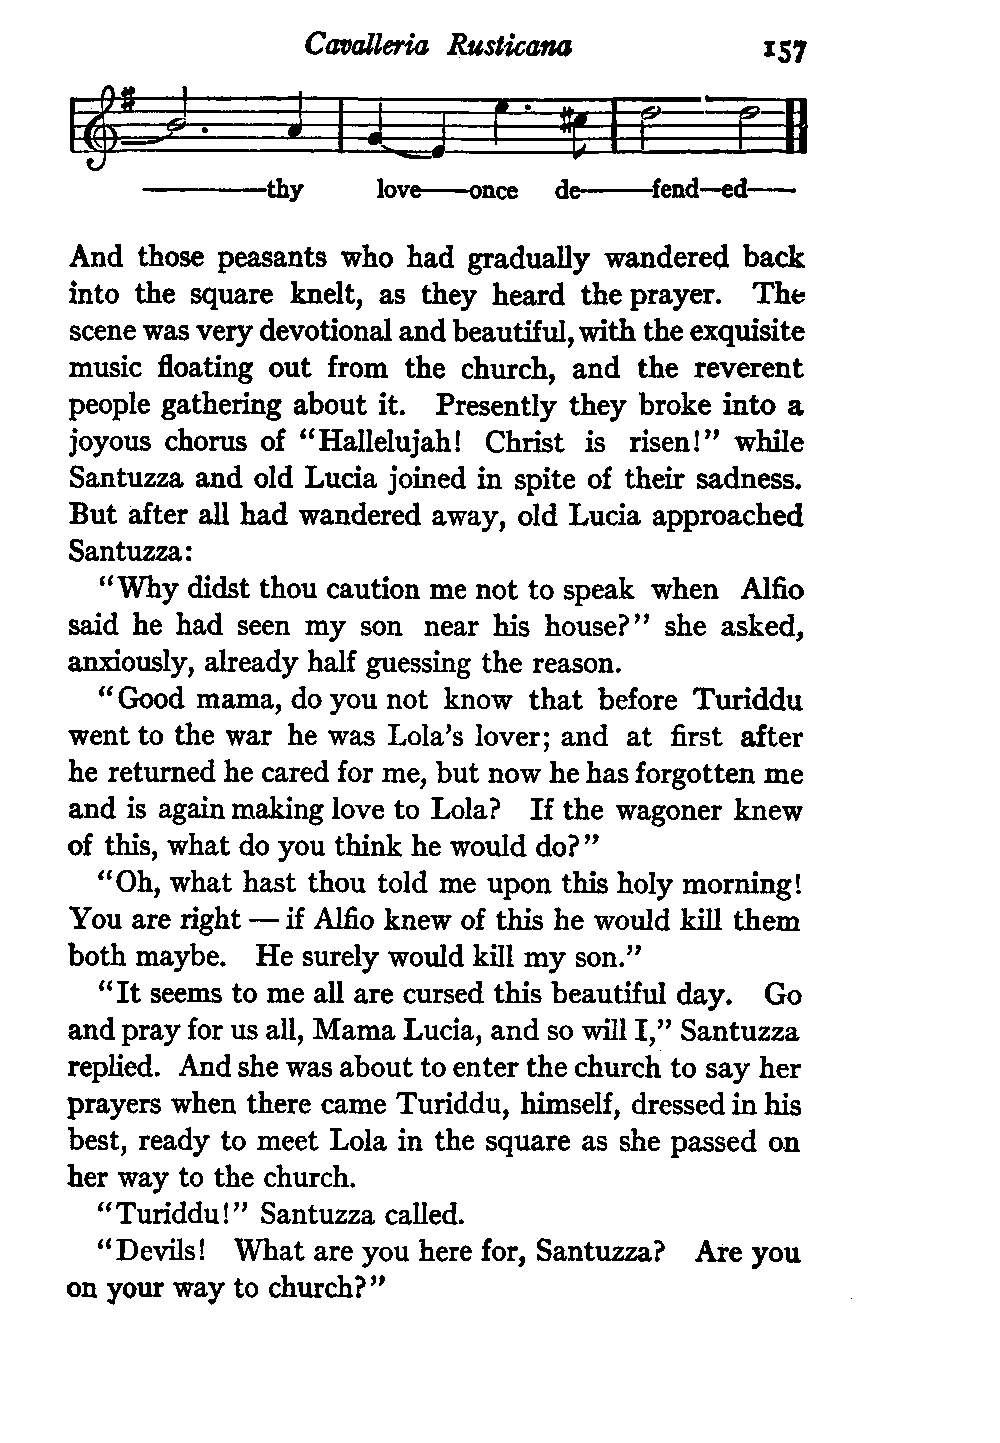 Cavalleria Rusticana 157
————thy love——once de———fend—ed——
And those peasants who had gradually wandered back
into the square knelt, as they heard the prayer. The
scene was very devotional and beautiful, with the exquisite
music floating out from the church, and the reverent
people gathering about it. Presently they broke into a
joyous chorus of "Hallelujah! Christ is risen!" while
Santuzza and old Lucia joined in spite of their sadness.
But after all had wandered away, old Lucia approached
Santuzza:
"Why didst thou caution me not to speak when Alfio
said he had seen my son near his house?" she asked,
anxiously, already half guessing the reason.
"Good mama, do you not know that before Turiddu
went to the war he was Lola's lover; and at first after
he returned he cared for me, but now he has forgotten me
and is again making love to Lola? If the wagoner knew
of this, what do you think he would do?"
"Oh, what hast thou told me upon this holy morning!
You are right — if Alfio knew of this he would kill them
both maybe. He surely would kill my son."
"It seems to me all are cursed this beautiful day. Go
and pray for us all, Mama Lucia, and so will I," Santuzza
replied. And she was about to enter the church to say her
prayers when there came Turiddu, himself, dressed in his
best, ready to meet Lola in the square as she passed on
her way to the church.
"Turiddu!" Santuzza called.
"Devils! What are you here for, Santuzza? Are you
on your way to church?"